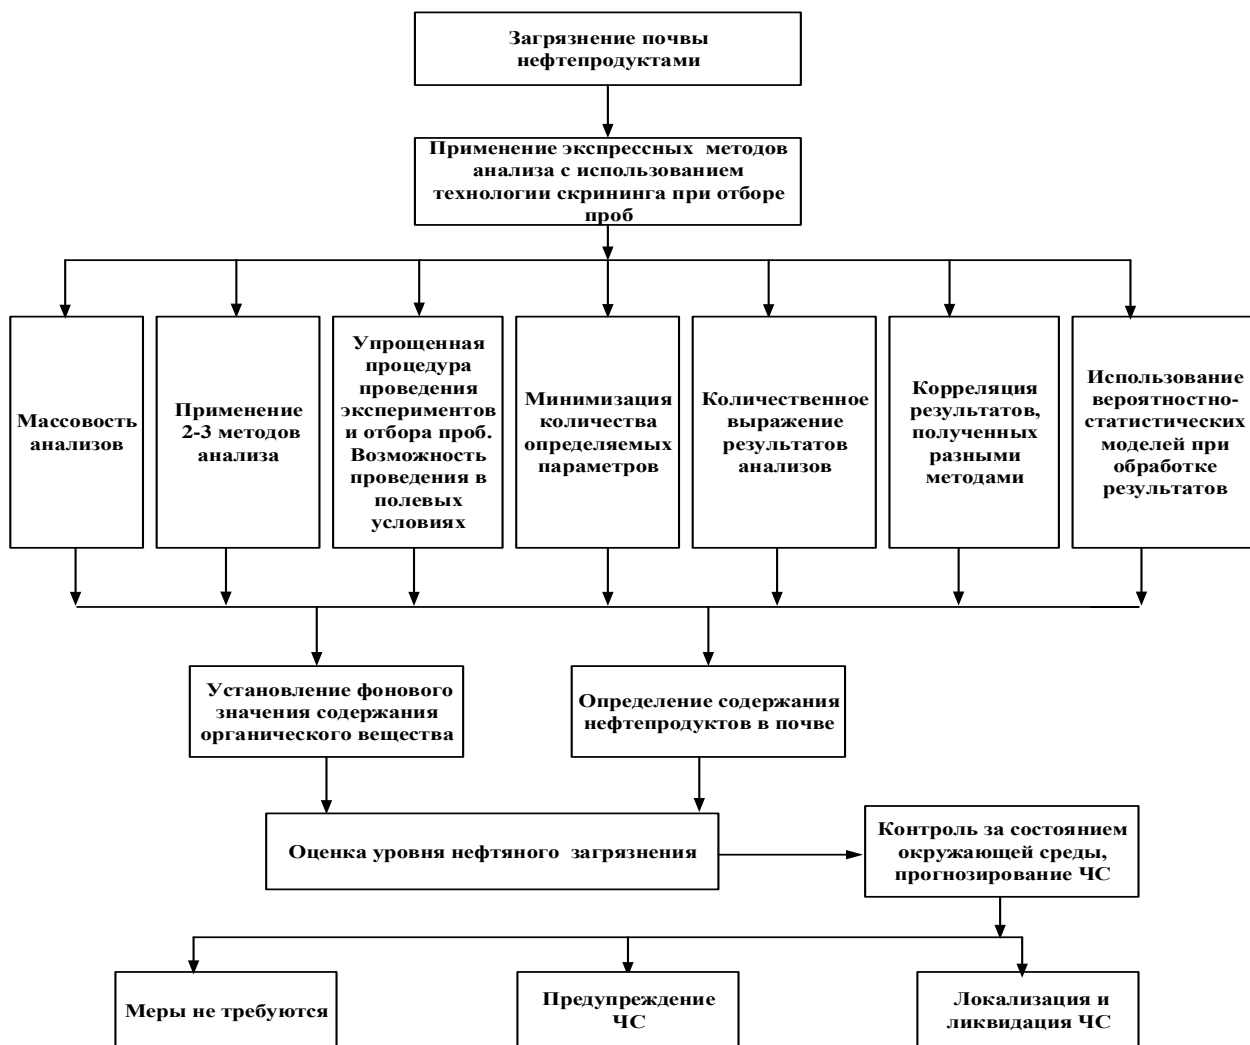 Загрязнение почвы
нефтепродуктами
Применение экспрессных методов
анализа с использованием
технологии скрининга при отборе
проб
Массовость
анализов
Применение
2-3 методов
анализа
Упрощенная
процедура
проведения
экспериментов
и отбора проб.
Возможность
проведения в
полевых
условиях
Минимизация
количества
определяемых
параметров
Количественное
выражение
результатов
анализов
Корреляция
результатов,
полученных
разными
методами
Использование
вероятностно-
статистических
моделей при
обработке
результатов
Установление фонового
значения содержания
органического вещества
Определение содержания
нефтепродуктов в почве
Оценка уровня нефтяного загрязнения
Контроль за состоянием
окружающей среды,
прогнозирование ЧС
Меры не требуются
Предупреждение
ЧС
Локализация и
ликвидация ЧС